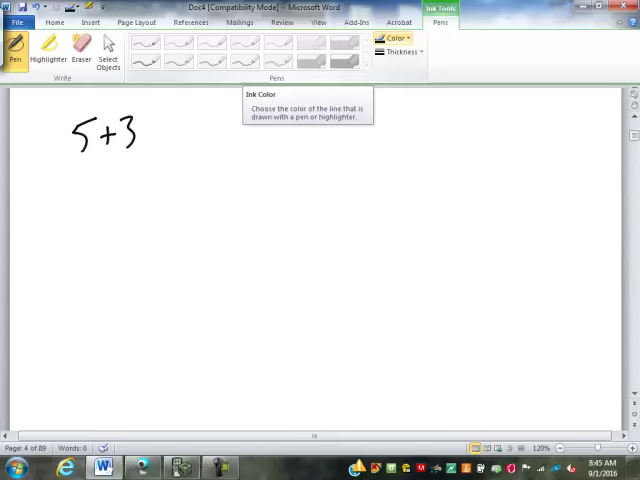 Doc4 [Compatibility Mode] - Microsoft Word
Ink Tools
File Home Insert Page Layout References Mailings Review View Add-Ins Acrobat Pens
Pen Highlighter Eraser Select Objects
Color
Thickness
Write
Pens
Ink Color
Choose the color of the line that is
drawn with a pen or highlighter.
5+3
Page: 4 of 89 Words: 0 120%
8:45 AM
9/1/2016